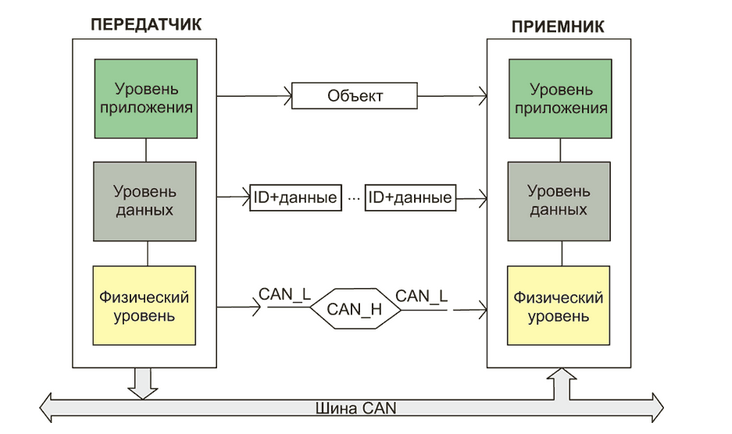 ПЕРЕДАТЧИК
ПРИЕМНИК
Уровень
приложения
Объект
Уровень
приложения
Уровень
данных
ID+данные ... ID+данные
Уровень
данных
Физический
уровень
CAN_L
CAN_H
CAN_L
Физический
уровень
Шина CAN